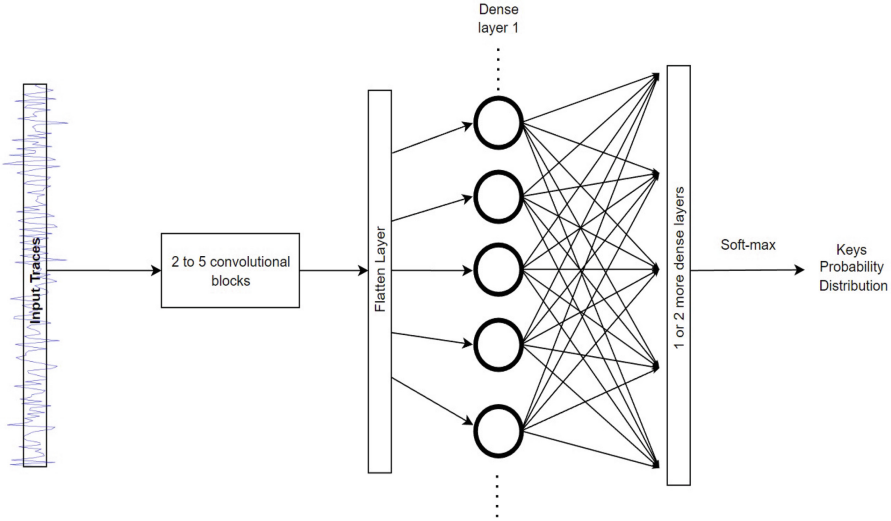 Dense
layer 1
Input Traces
2 to 5 convolutional
blocks
Flatten Layer
1 or 2 more dense layers
Soft-max
Keys
Probability
Distribution